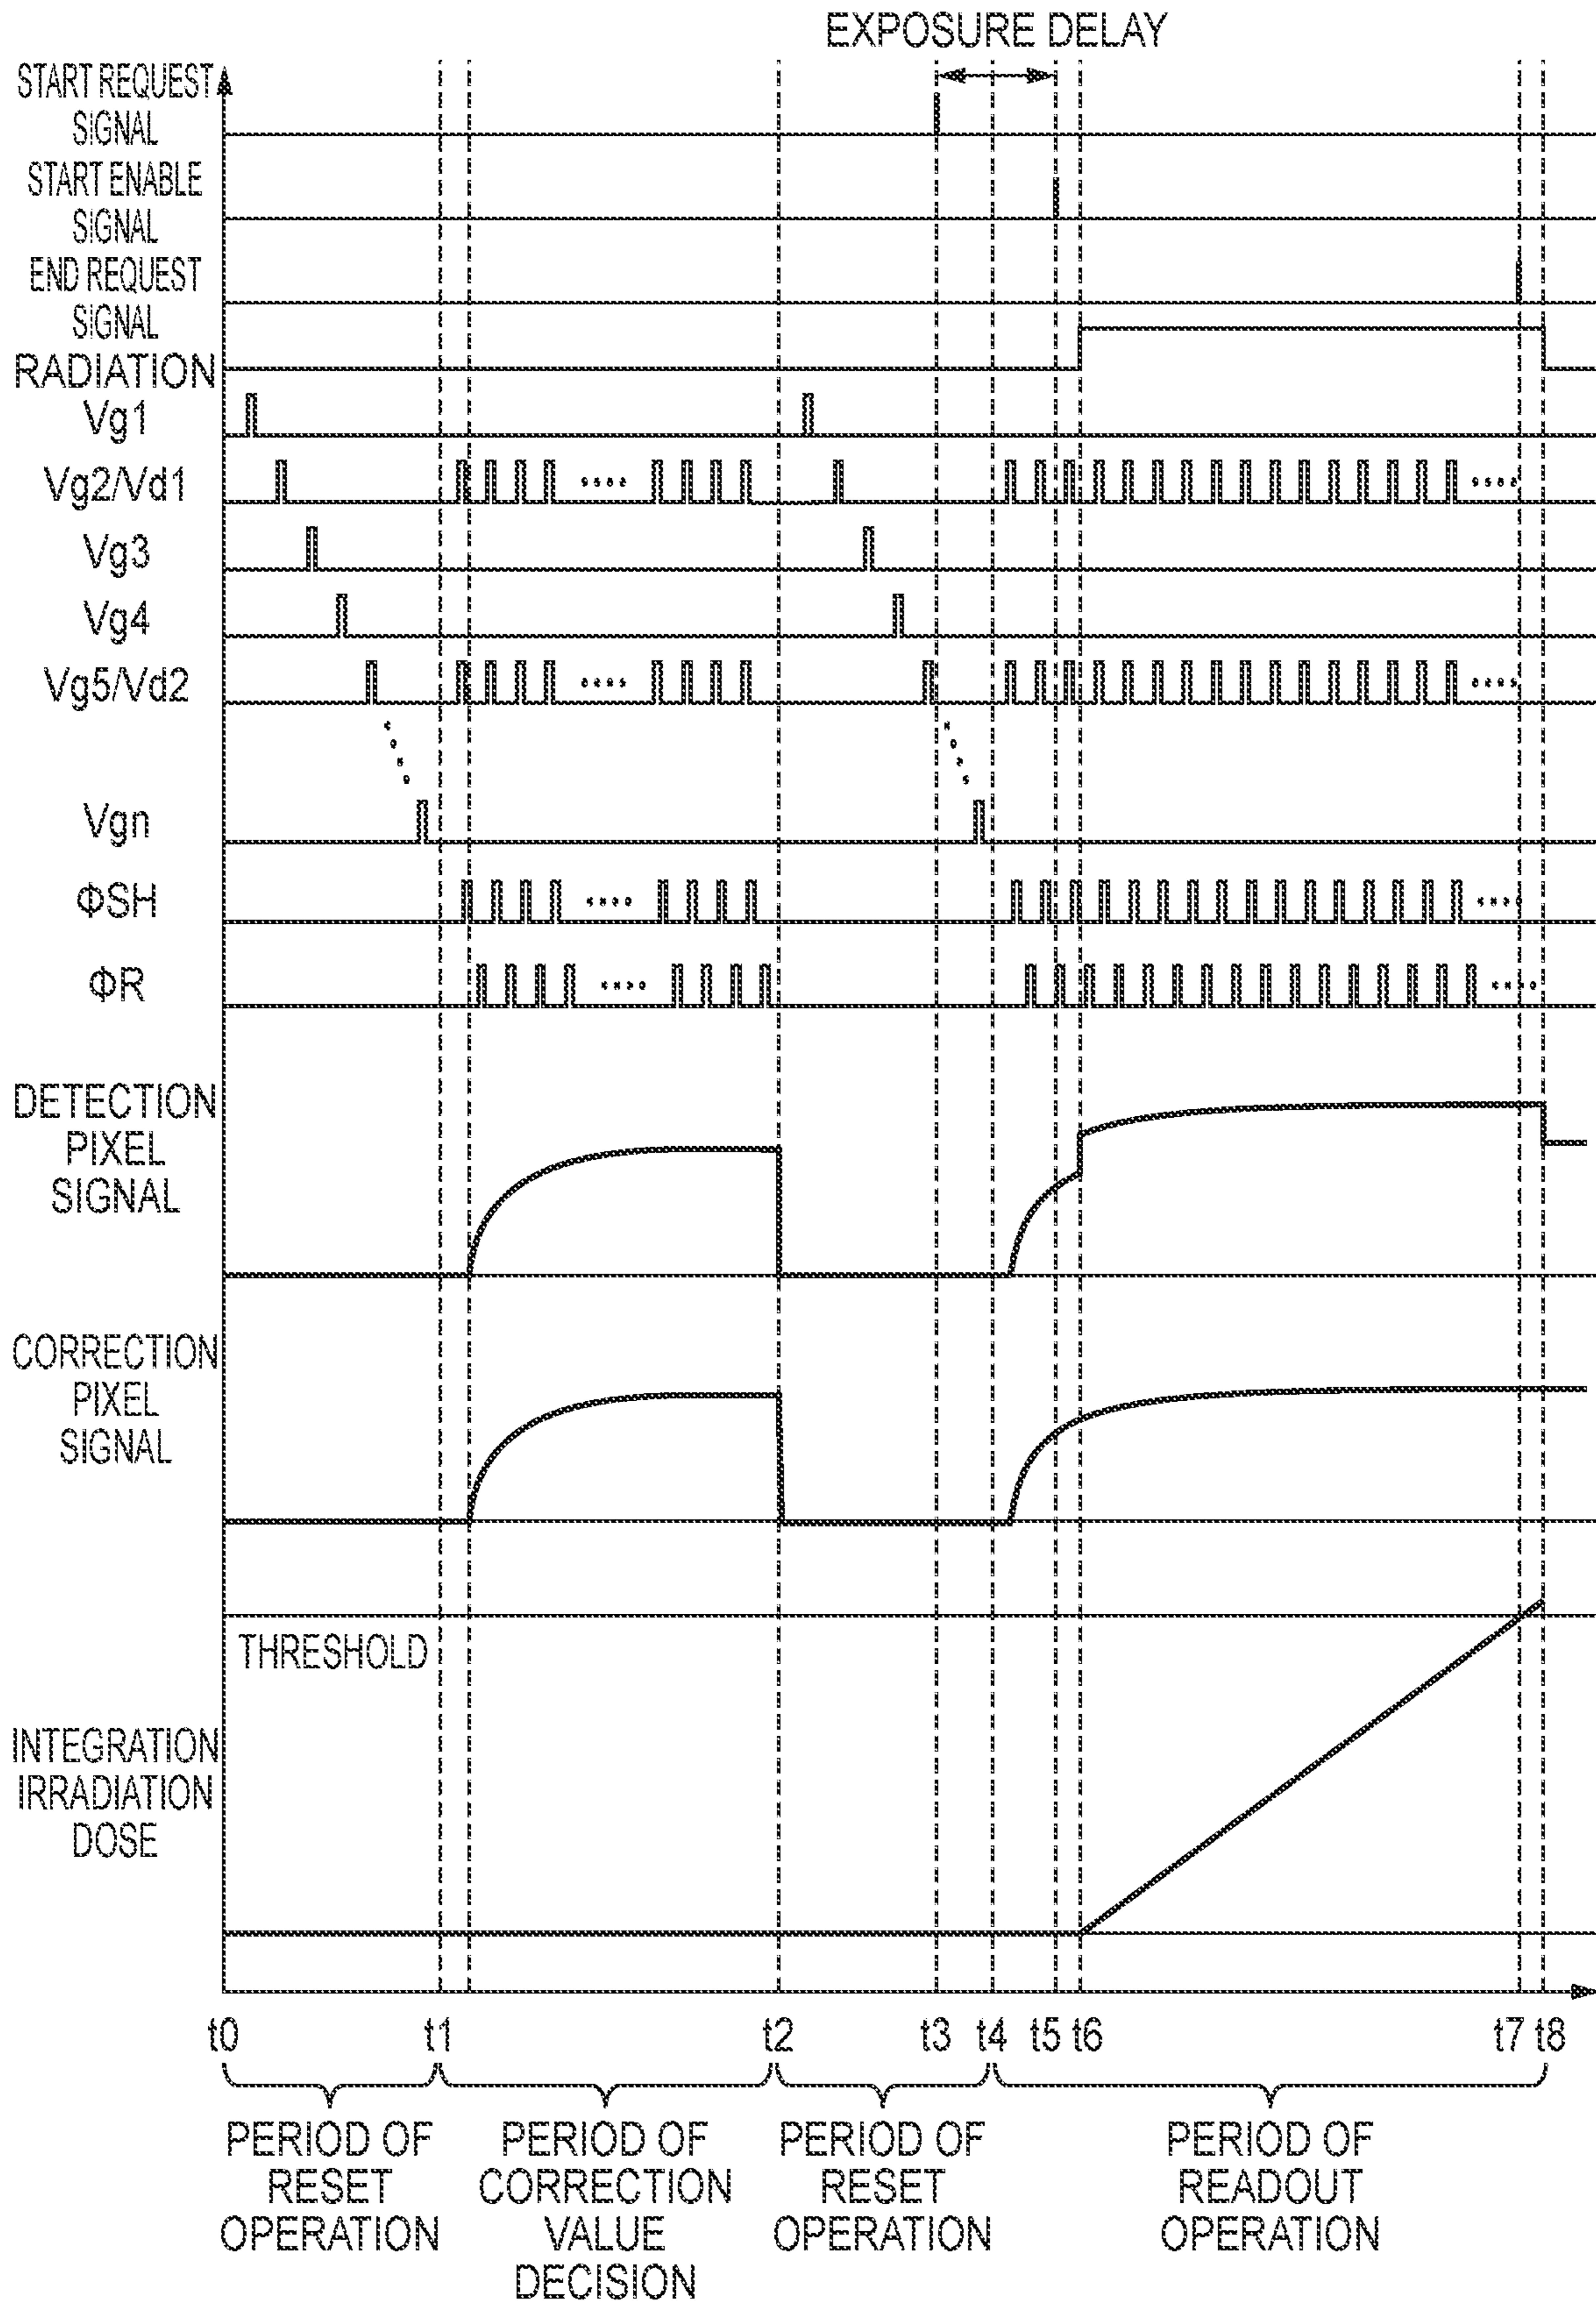 EXPOSURE DELAY
START REQUEST
SIGNAL
START ENABLE
SIGNAL
END REQUEST
SIGNAL
RADIATION
Vg1
Vg2/Vd1
Vg3
Vg4
Vg5/Vd2
Vgn
ΦSH
ΦR
DETECTION
PIXEL
SIGNAL
CORRECTION
PIXEL
SIGNAL
THRESHOLD
INTEGRATION
IRRADIATION
DOSE
t0 t1 t2 t3 t4 t5 t6 t7 t8
PERIOD OF
RESET
OPERATION
PERIOD OF
CORRECTION
VALUE
DECISION
PERIOD OF
RESET
OPERATION
PERIOD OF
READOUT
OPERATION